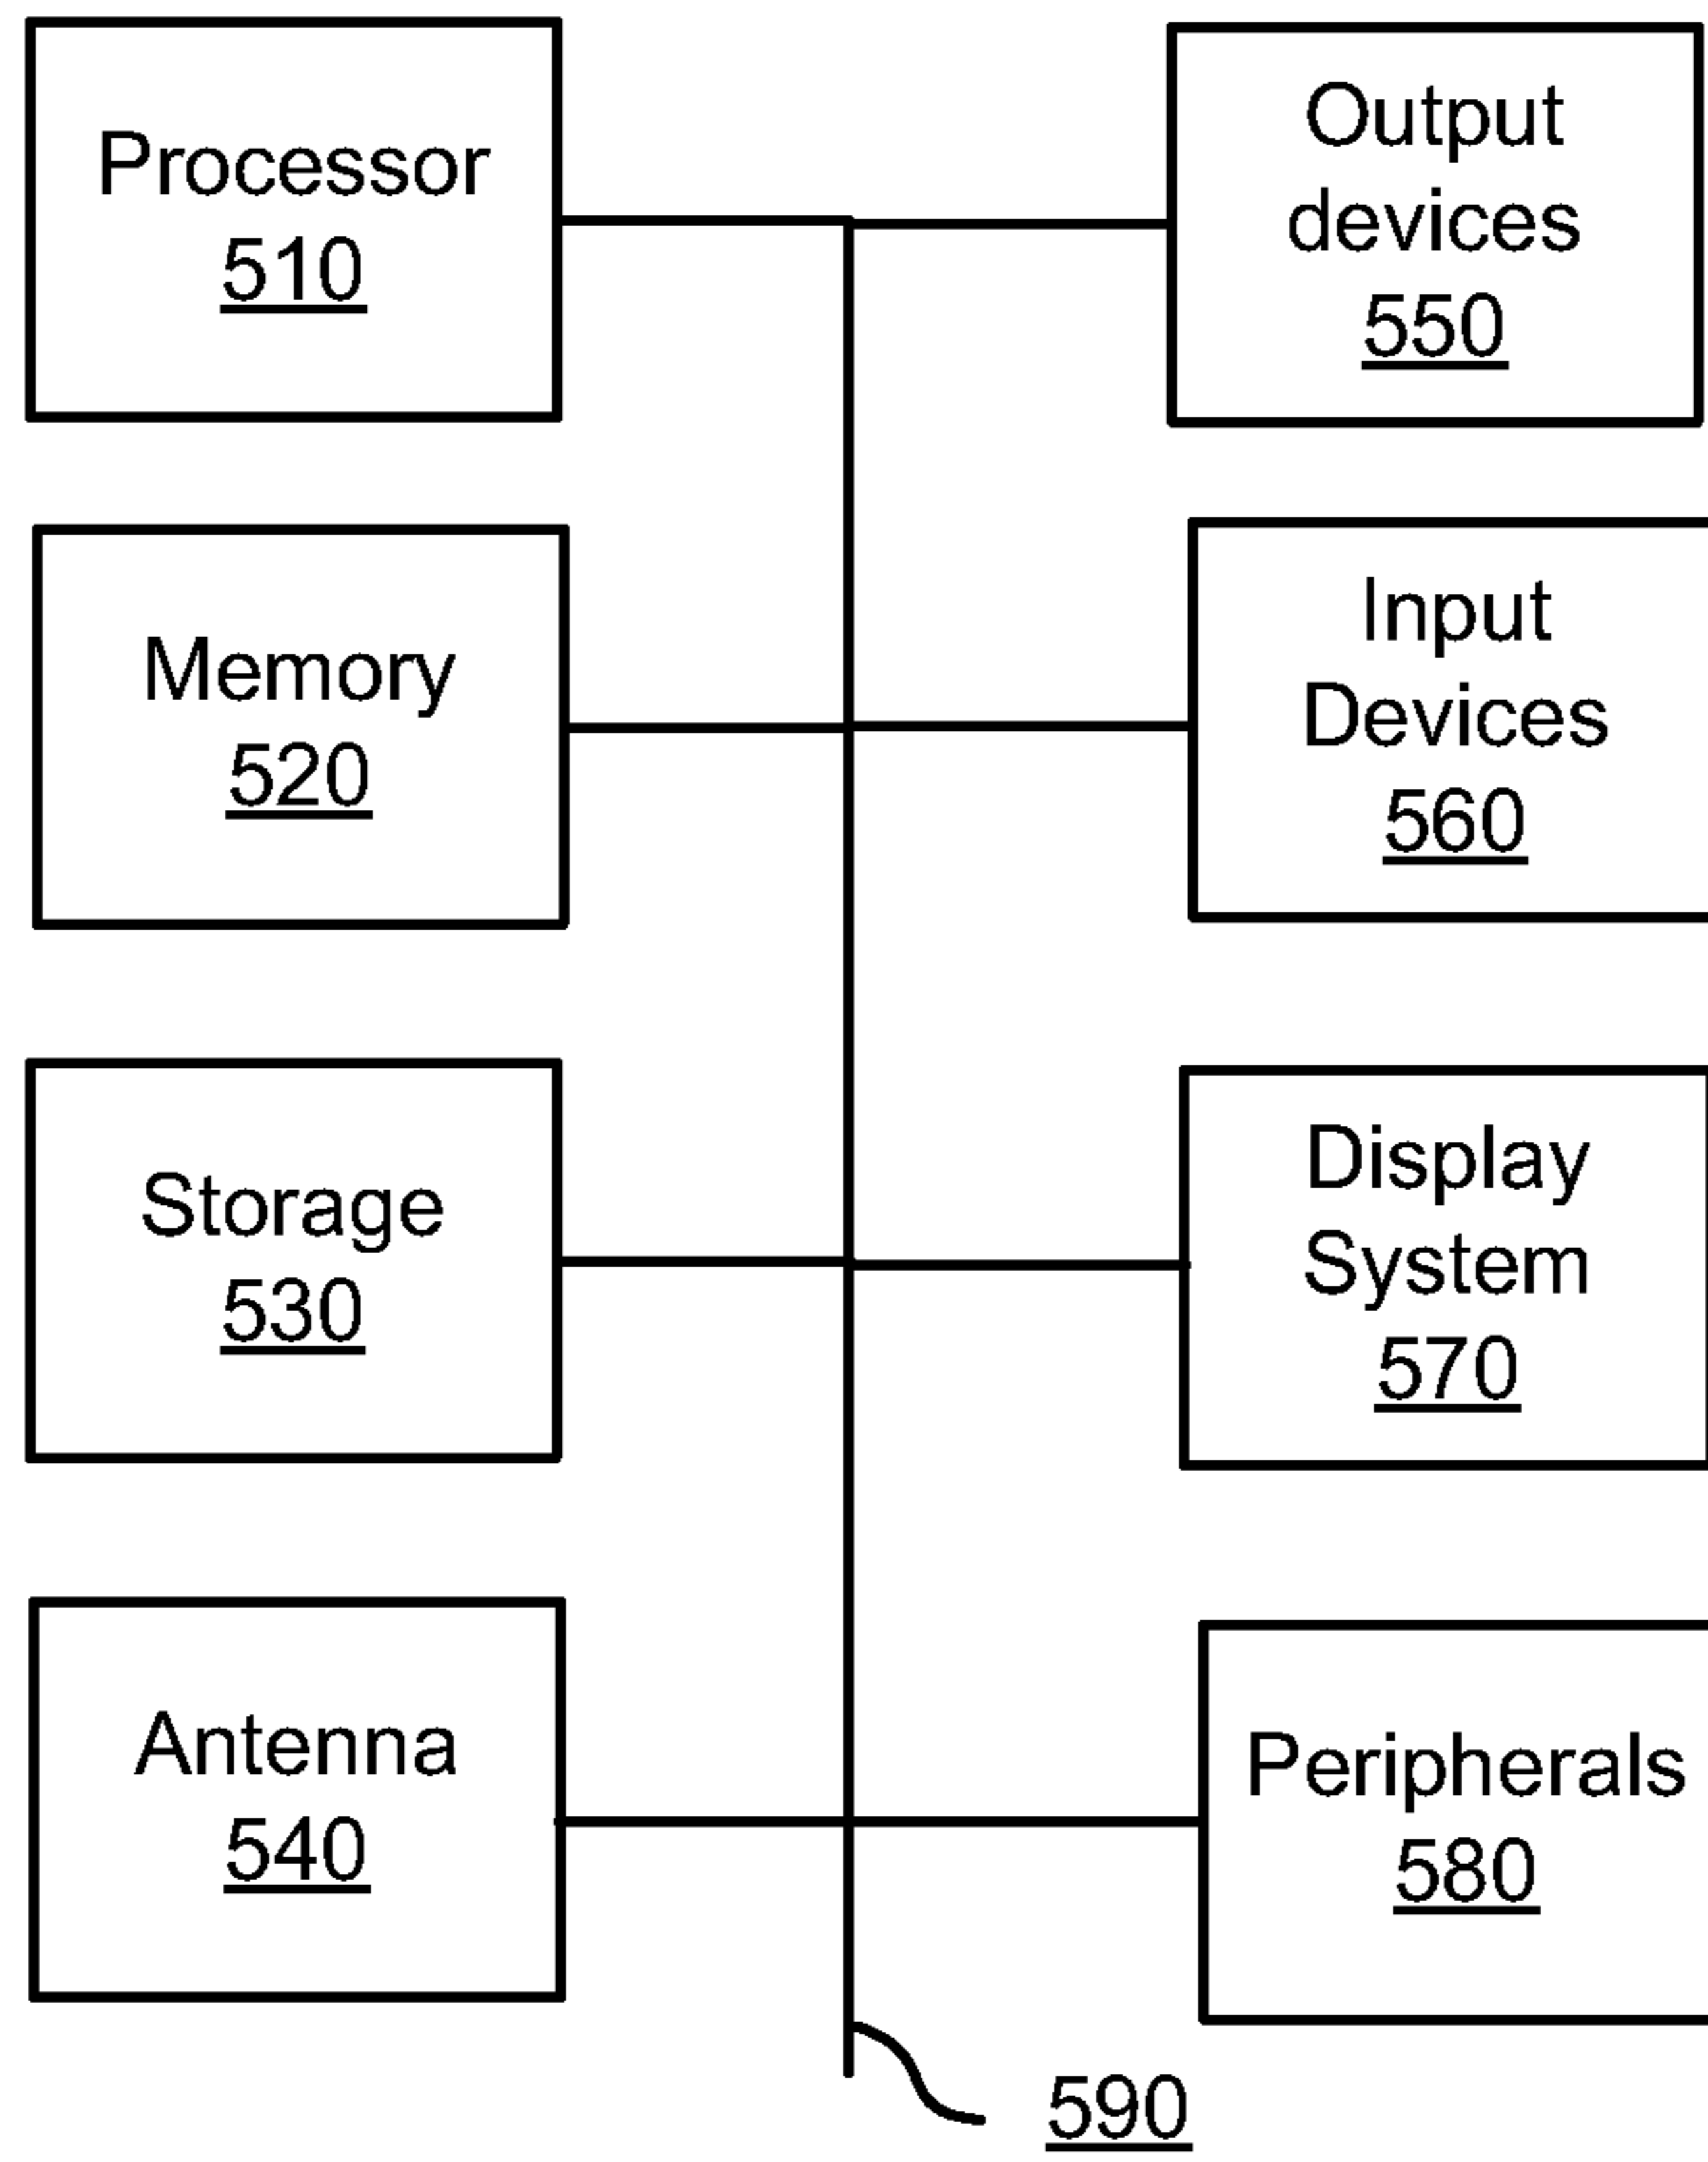 Processor
510
Output
devices
550
Memory
520
Input
Devices
560
Storage
530
Display
System
570
Antenna
540
Peripherals
580
590